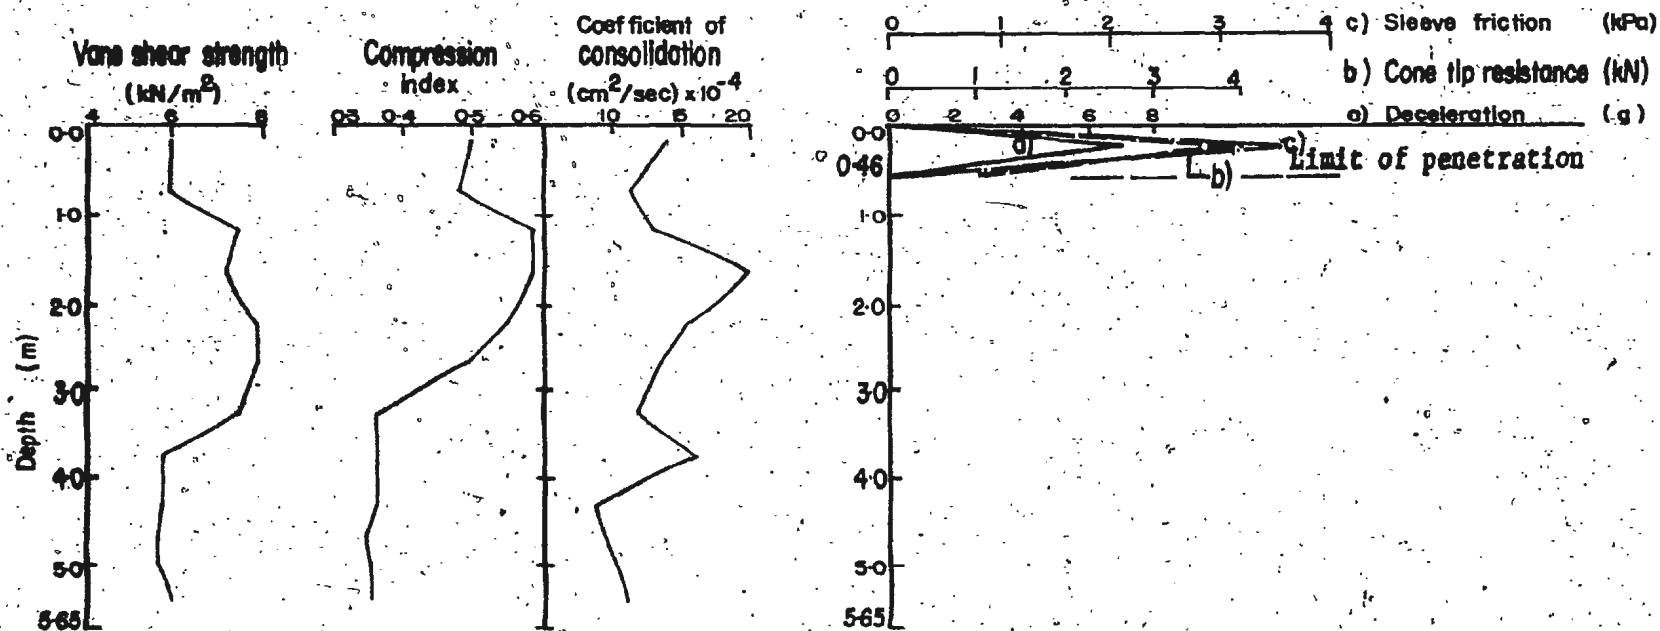 Vane shear strength
(kN/m²)
4 6 8
Compression
index
0·3 0·4 0·5 0·6
Coefficient of
consolidation
(cm²/sec) x 10⁻⁴
10 15 20
Depth (m)
0·0
1·0
2·0
3·0
4·0
5·0
5·65
0 1 2 3 4 c) Sleeve friction (kPa)
0 1 2 3 4 b) Cone tip resistance (kN)
2 4 6 8 a) Deceleration (g)
0·0
0·46
a)
c)
b)
Limit of penetration
1·0
2·0
3·0
4·0
5·0
5·65